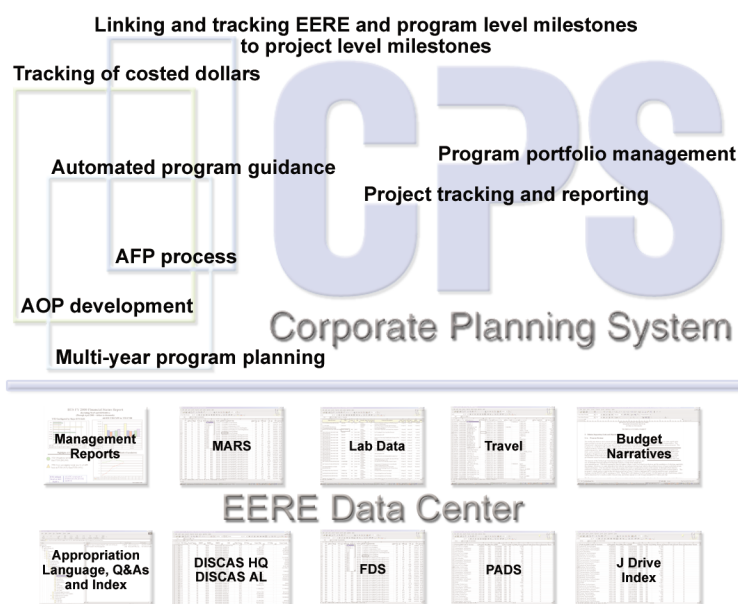 Linking and tracking EERE and program level milestones
to project level milestones
Tracking of costed dollars
CPS
Program portfolio management
Automated program guidance
Project tracking and reporting
AFP process
AOP development
Corporate Planning System
Multi-year program planning
Management
Reports
MARS
Lab Data
Travel
Budget
Narratives
EERE Data Center
Appropriation
Language, Q&As
and Index
DISCAS HQ
DISCAS AL
FDS
PADS
J Drive
Index